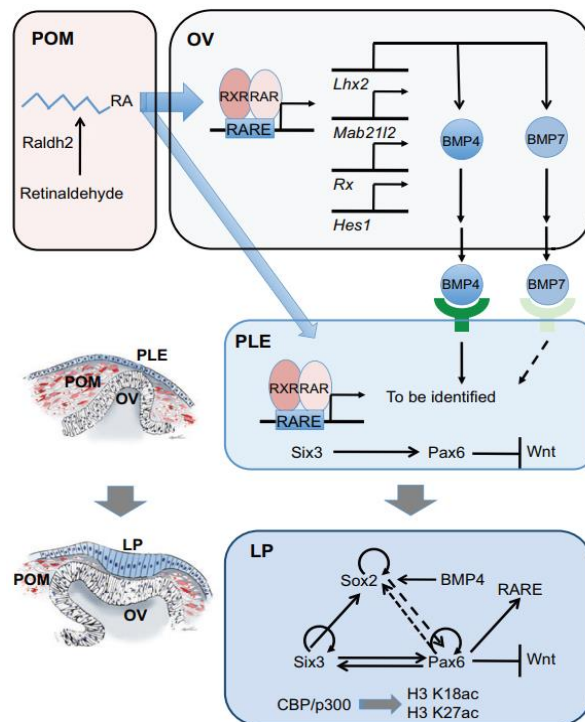 POM
RA
Raldh2
Retinaldehyde
OV
RXR RAR
RARE
Lhx2
Mab21l2
Rx
Hes1
BMP4
BMP7
BMP4
BMP7
PLE
RXR RAR
RARE
To be identified
Six3
Pax6
Wnt
PLE
POM
OV
LP
POM
OV
LP
Sox2
BMP4
RARE
Six3
Pax6
Wnt
CBP/p300
H3 K18ac
H3 K27ac